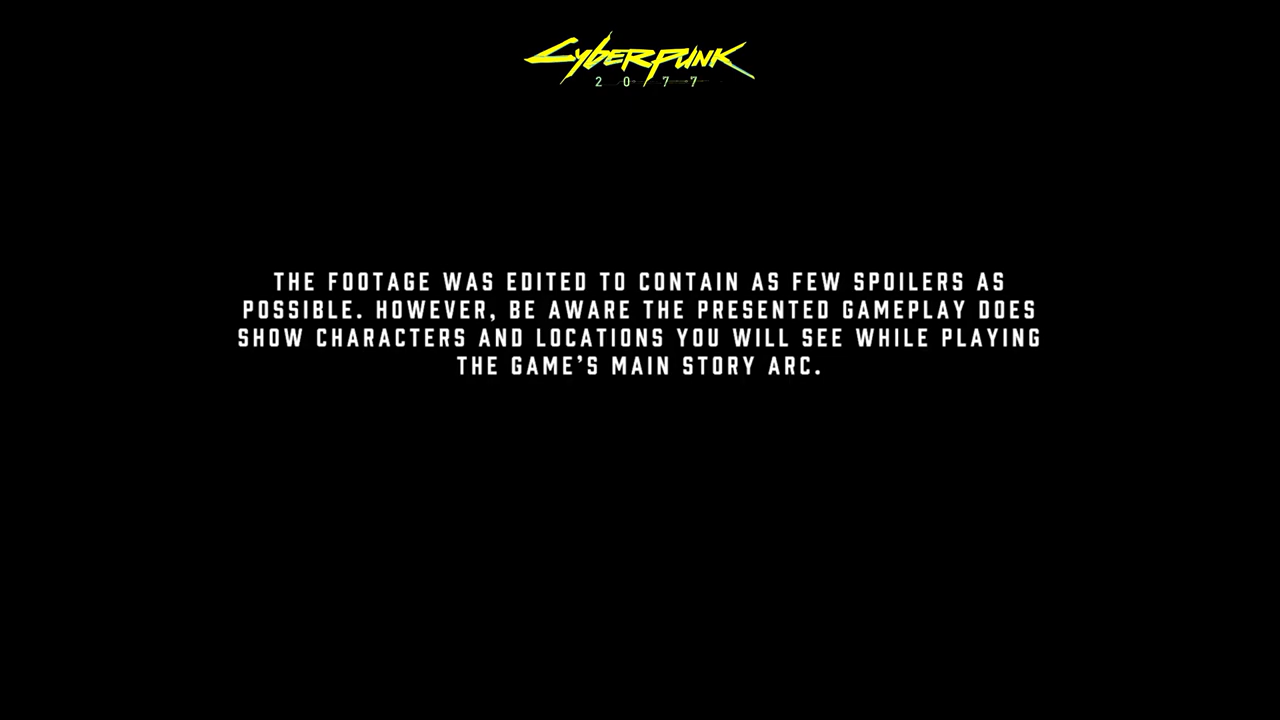 Cyberpunk
2077
THE FOOTAGE WAS EDITED TO CONTAIN AS FEW SPOILERS AS
POSSIBLE. HOWEVER, BE AWARE THE PRESENTED GAMEPLAY DOES
SHOW CHARACTERS AND LOCATIONS YOU WILL SEE WHILE PLAYING
THE GAME’S MAIN STORY ARC.